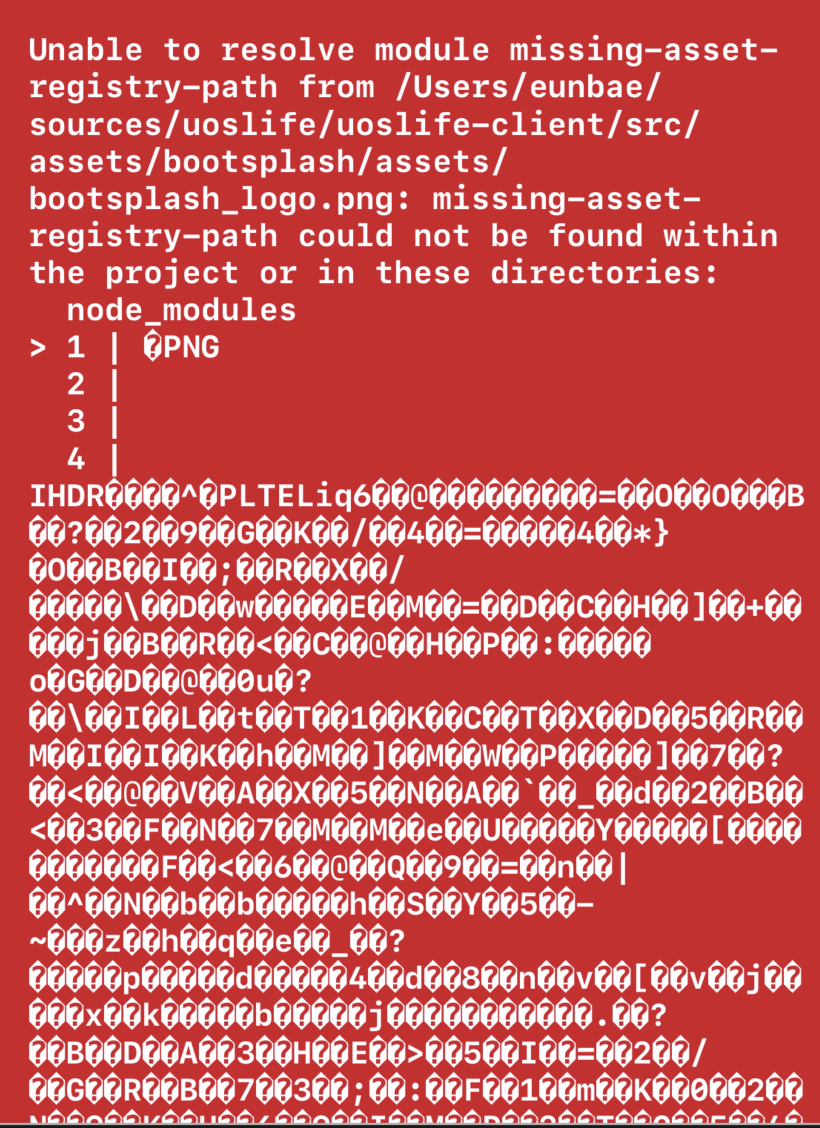 Unable to resolve module missing-asset-
registry-path from /Users/eunbae/
sources/uoslife/uoslife-client/src/
assets/bootsplash/assets/
bootsplash_logo.png: missing-asset-
registry-path could not be found within
the project or in these directories:
  node_modules
> 1 | �PNG
  2 |
  3 |
  4 |
IHDR����^�PLTELiq6��@���������=��O��O���B
��?��2��9��G��K��/��4��=�����4��*}
�O��B��I��;��R��X��/
�����\��D��w�����E��M��=��D��C��H��]��+��
���j��B��R��<��C��@��H��P��:�����
o�G��D��@��0u�?
��\��I��L��t��T��1��K��C��T��X��D��5��R��
M��I��I��K��h��M��]��M��W��P�����]��7��?
��<��@��V��A��X��5��N��A��`��_��d��2��B��
<��3��F��N��7��M��M��e��U�����Y�����[����
�������F��<��6��@��Q��9��=��n��|
��^��N��b��b�����h��S��Y��5��–
~���z��h��q��e��_��?
�����p�����d�����4��d��8��n��v��[��v��j��
���x��k�����b�����j�����������.��?
��B��D��A��3��H��E��>��5��I��=��2��/
��G��R��B��7��3��;��:��F��1��m��K��0��2��